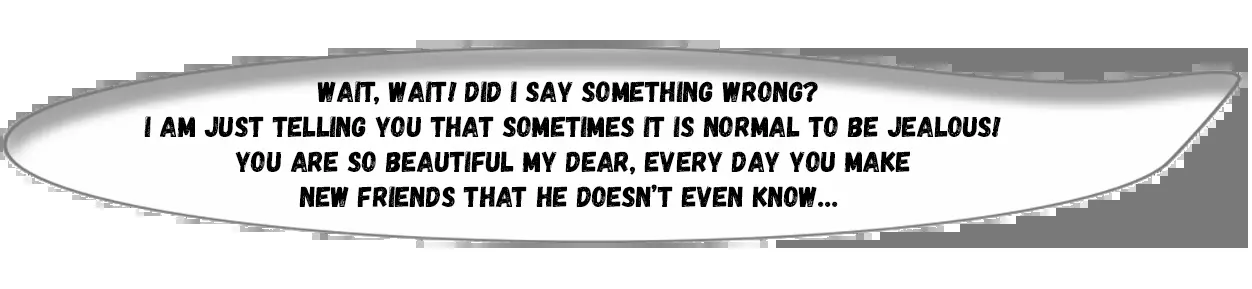 WAIT, WAIT! DID I SAY SOMETHING WRONG?
I AM JUST TELLING YOU THAT SOMETIMES IT IS NORMAL TO BE JEALOUS!
YOU ARE SO BEAUTIFUL MY DEAR, EVERY DAY YOU MAKE
NEW FRIENDS THAT HE DOESN'T EVEN KNOW...